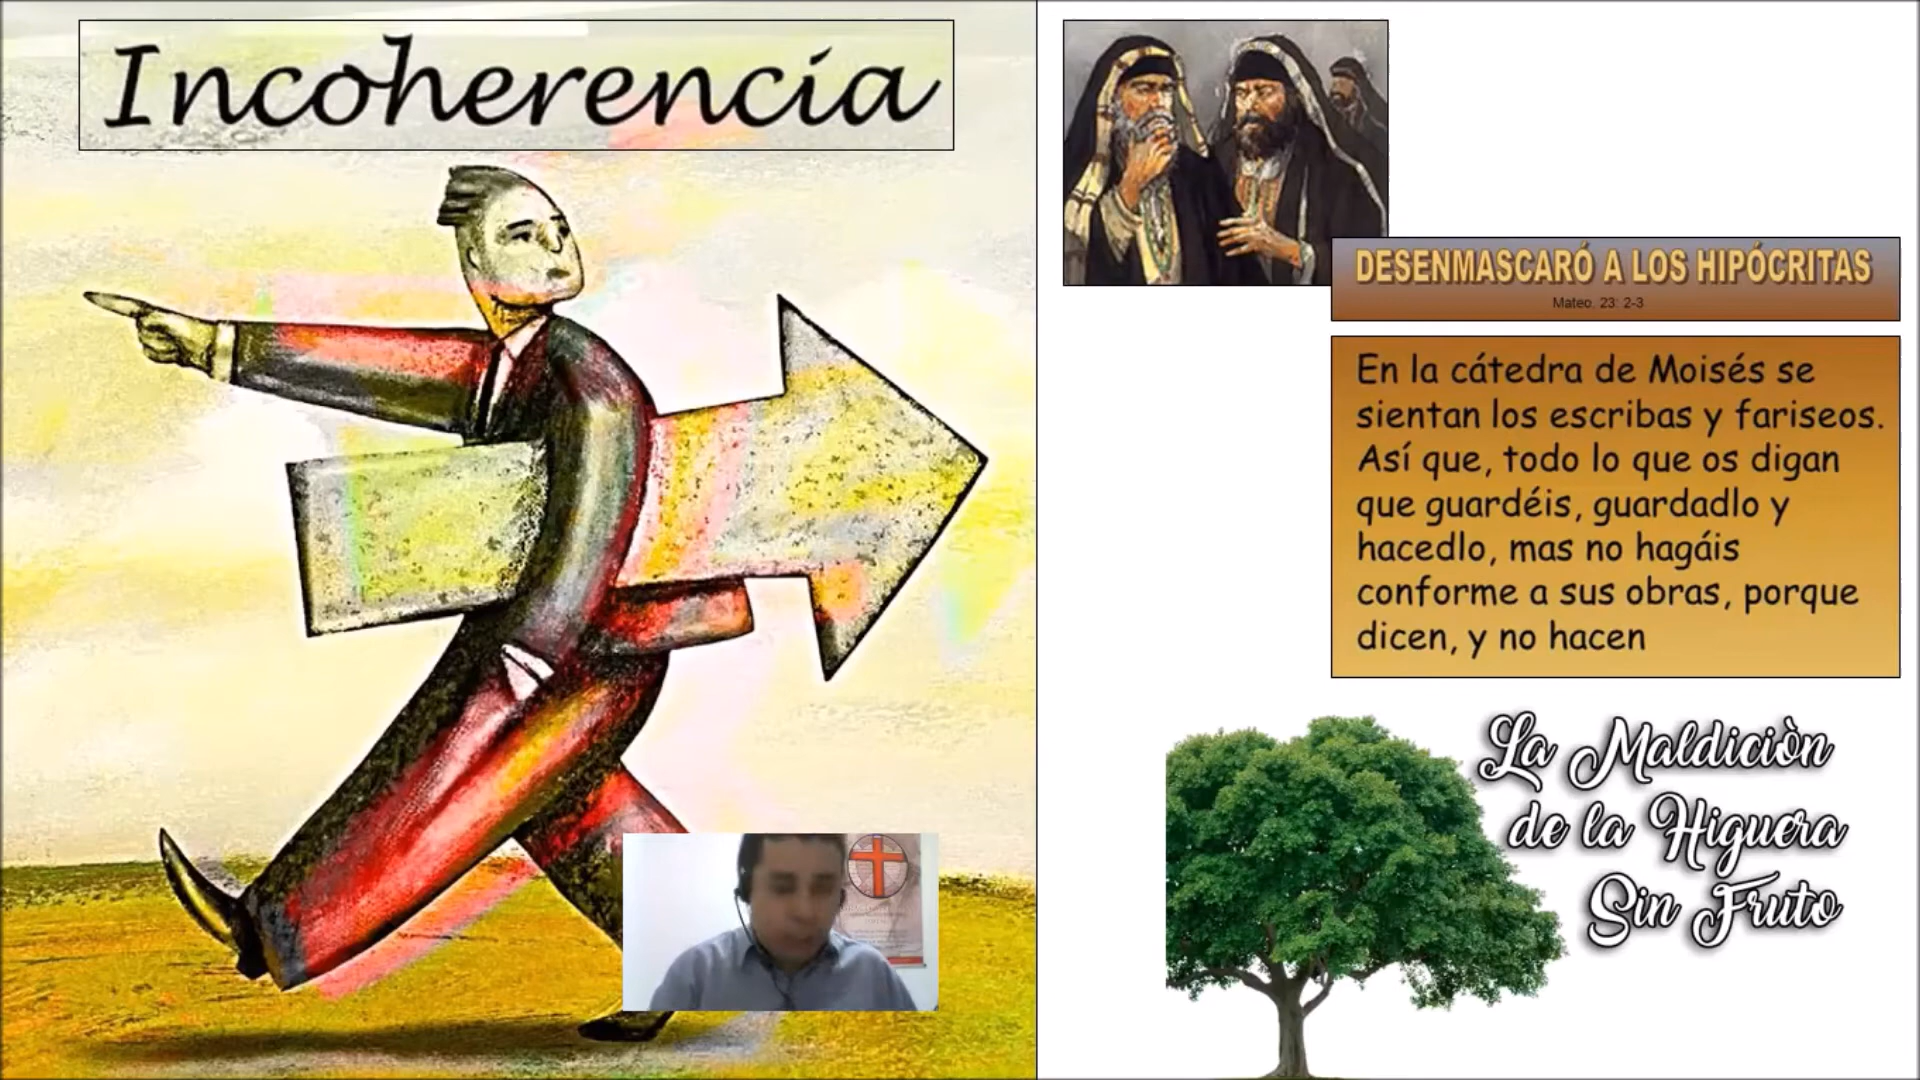 Incoherencia
DESENMASCARÓ A LOS HIPÓCRITAS
Mateo. 23: 2-3
En la cátedra de Moisés se
sientan los escribas y fariseos.
Así que, todo lo que os digan
que guardéis, guardadlo y
hacedlo, mas no hagáis
conforme a sus obras, porque
dicen, y no hacen
La Maldiciòn
de la Higuera
Sin Fruto